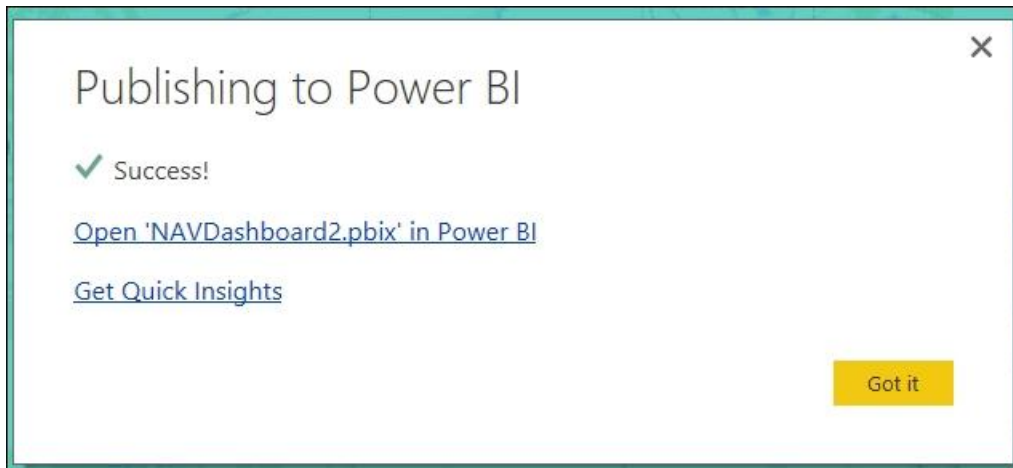 Publishing to Power BI
Success!
Open 'NAVDashboard2.pbix' in Power BI
Get Quick Insights
Got it